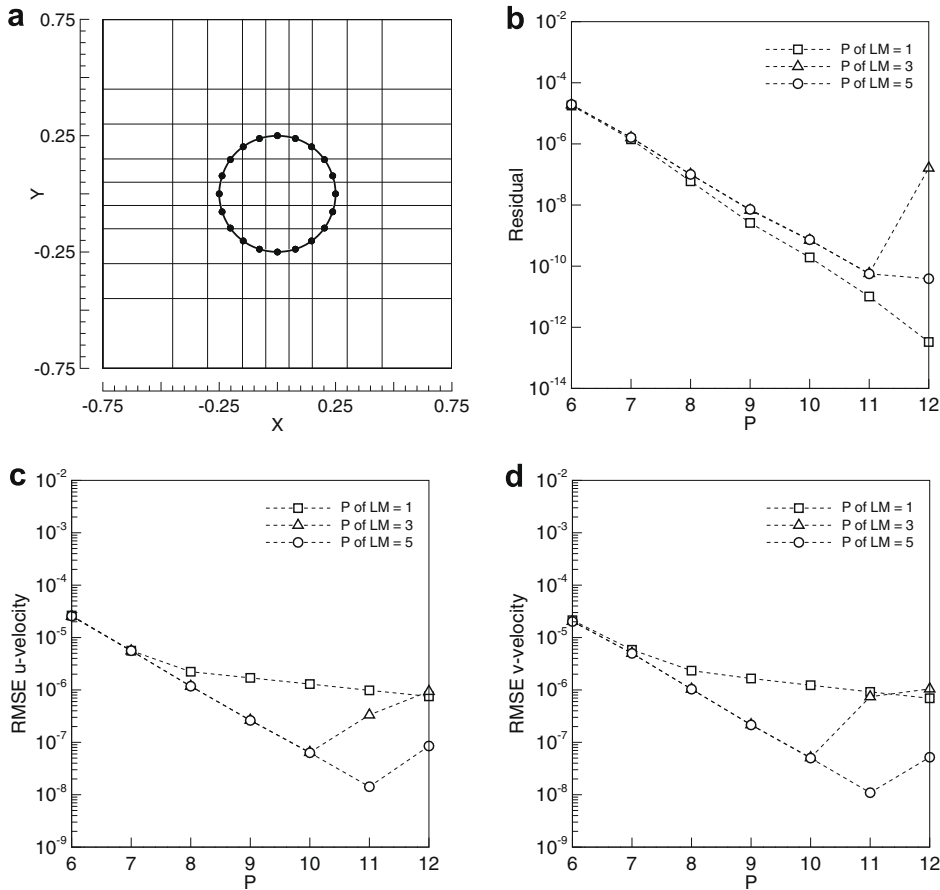 a
0.75
0.25
Y
-0.25
-0.75
-0.75
-0.25
0.25
0.75
X
b
10-2
10-4
10-6
10-8
10-10
10-12
10-14
Residual
P of LM = 1
P of LM = 3
P of LM = 5
6 7 8 9 10 11 12
P
c
10-2
10-3
10-4
10-5
10-6
10-7
10-8
10-9
RMSE u-velocity
P of LM = 1
P of LM = 3
P of LM = 5
6 7 8 9 10 11 12
P
d
10-2
10-3
10-4
10-5
10-6
10-7
10-8
10-9
RMSE v-velocity
P of LM = 1
P of LM = 3
P of LM = 5
6 7 8 9 10 11 12
P